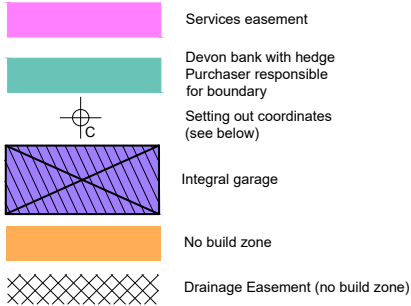 Services easement
Devon bank with hedge
Purchaser responsible
for boundary
C
Setting out coordinates
(see below)
Integral garage
No build zone
Drainage Easement (no build zone)